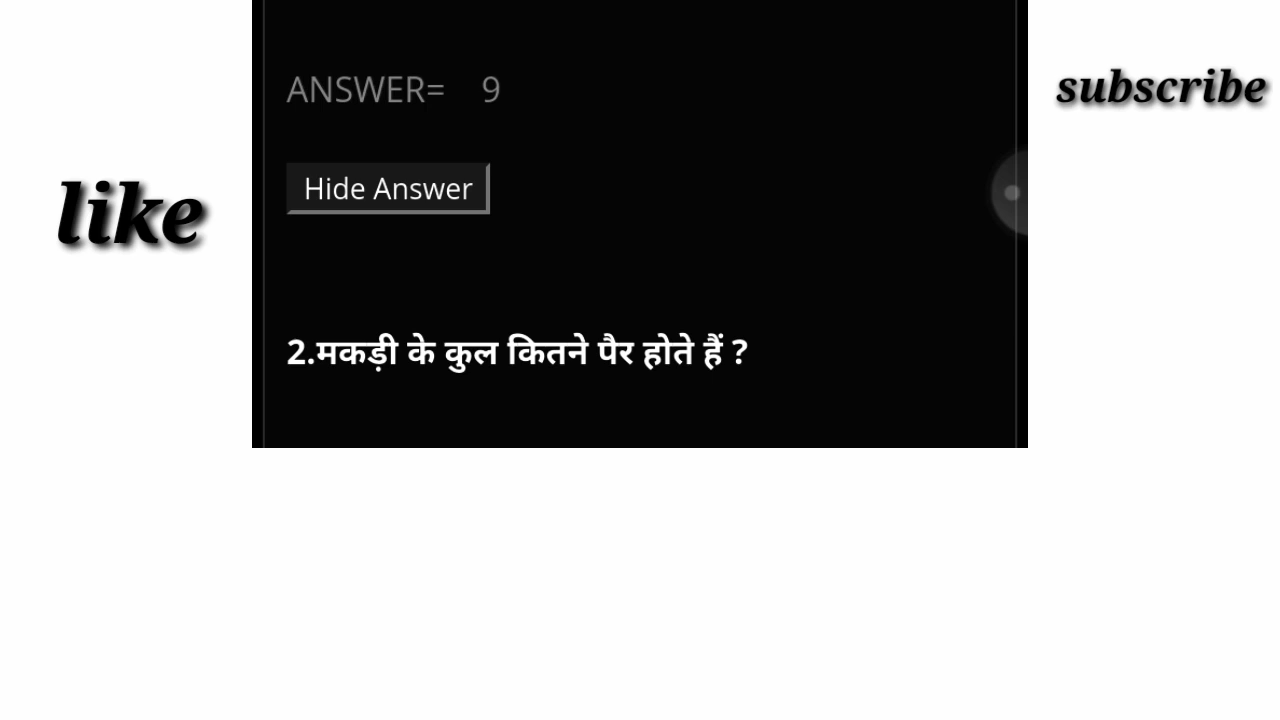 ANSWER= 9
subscribe
Hide Answer
like
2.मकड़ी के कुल कितने पैर होते हैं ?